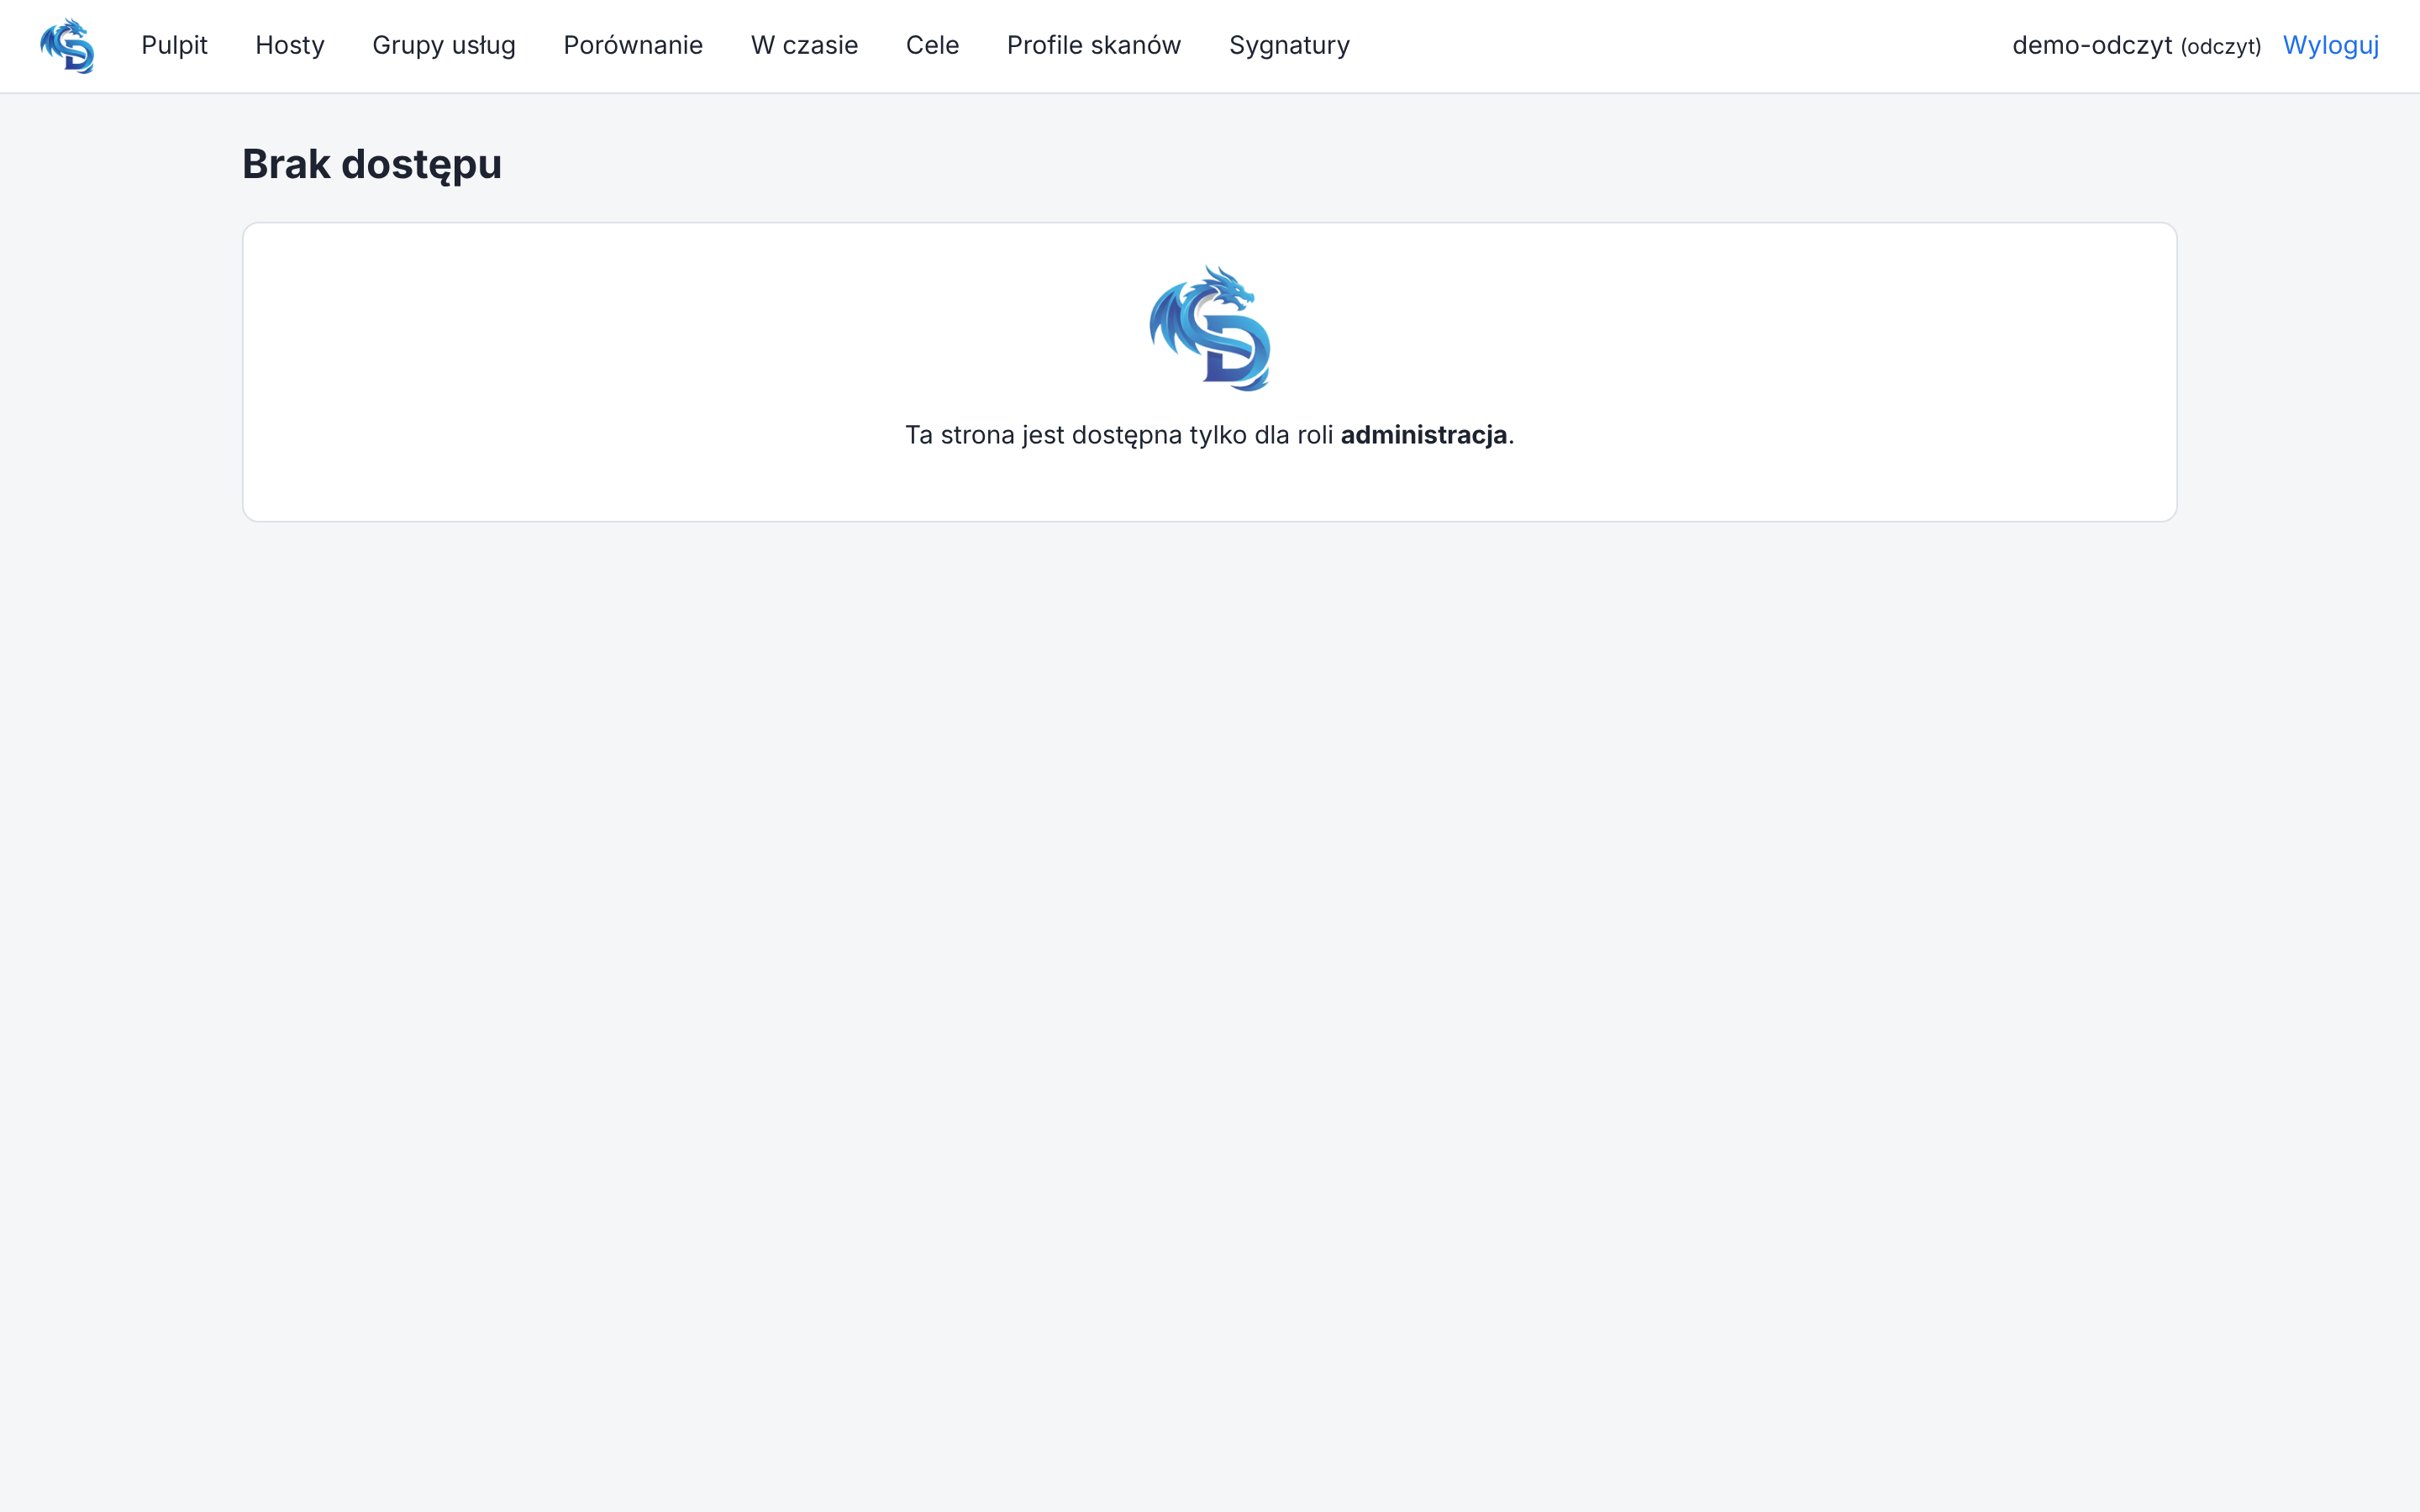 Pulpit Hosty Grupy usług Porównanie W czasie Cele Profile skanów Sygnatury demo-odczyt (odczyt) Wyloguj
Brak dostępu
Ta strona jest dostępna tylko dla roli administracja.